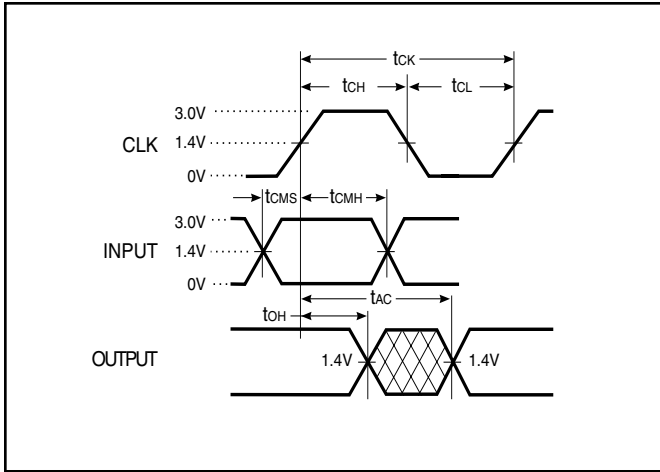 tCK
tCH tCL
3.0V
CLK 1.4V
0V
tCMS tCMH
3.0V
INPUT 1.4V
0V
tAC
tOH
OUTPUT 1.4V 1.4V